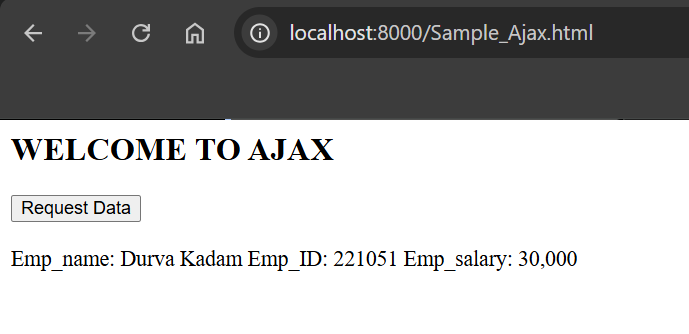 localhost:8000/Sample_Ajax.html
WELCOME TO AJAX
Request Data
Emp_name: Durva Kadam Emp_ID: 221051 Emp_salary: 30,000